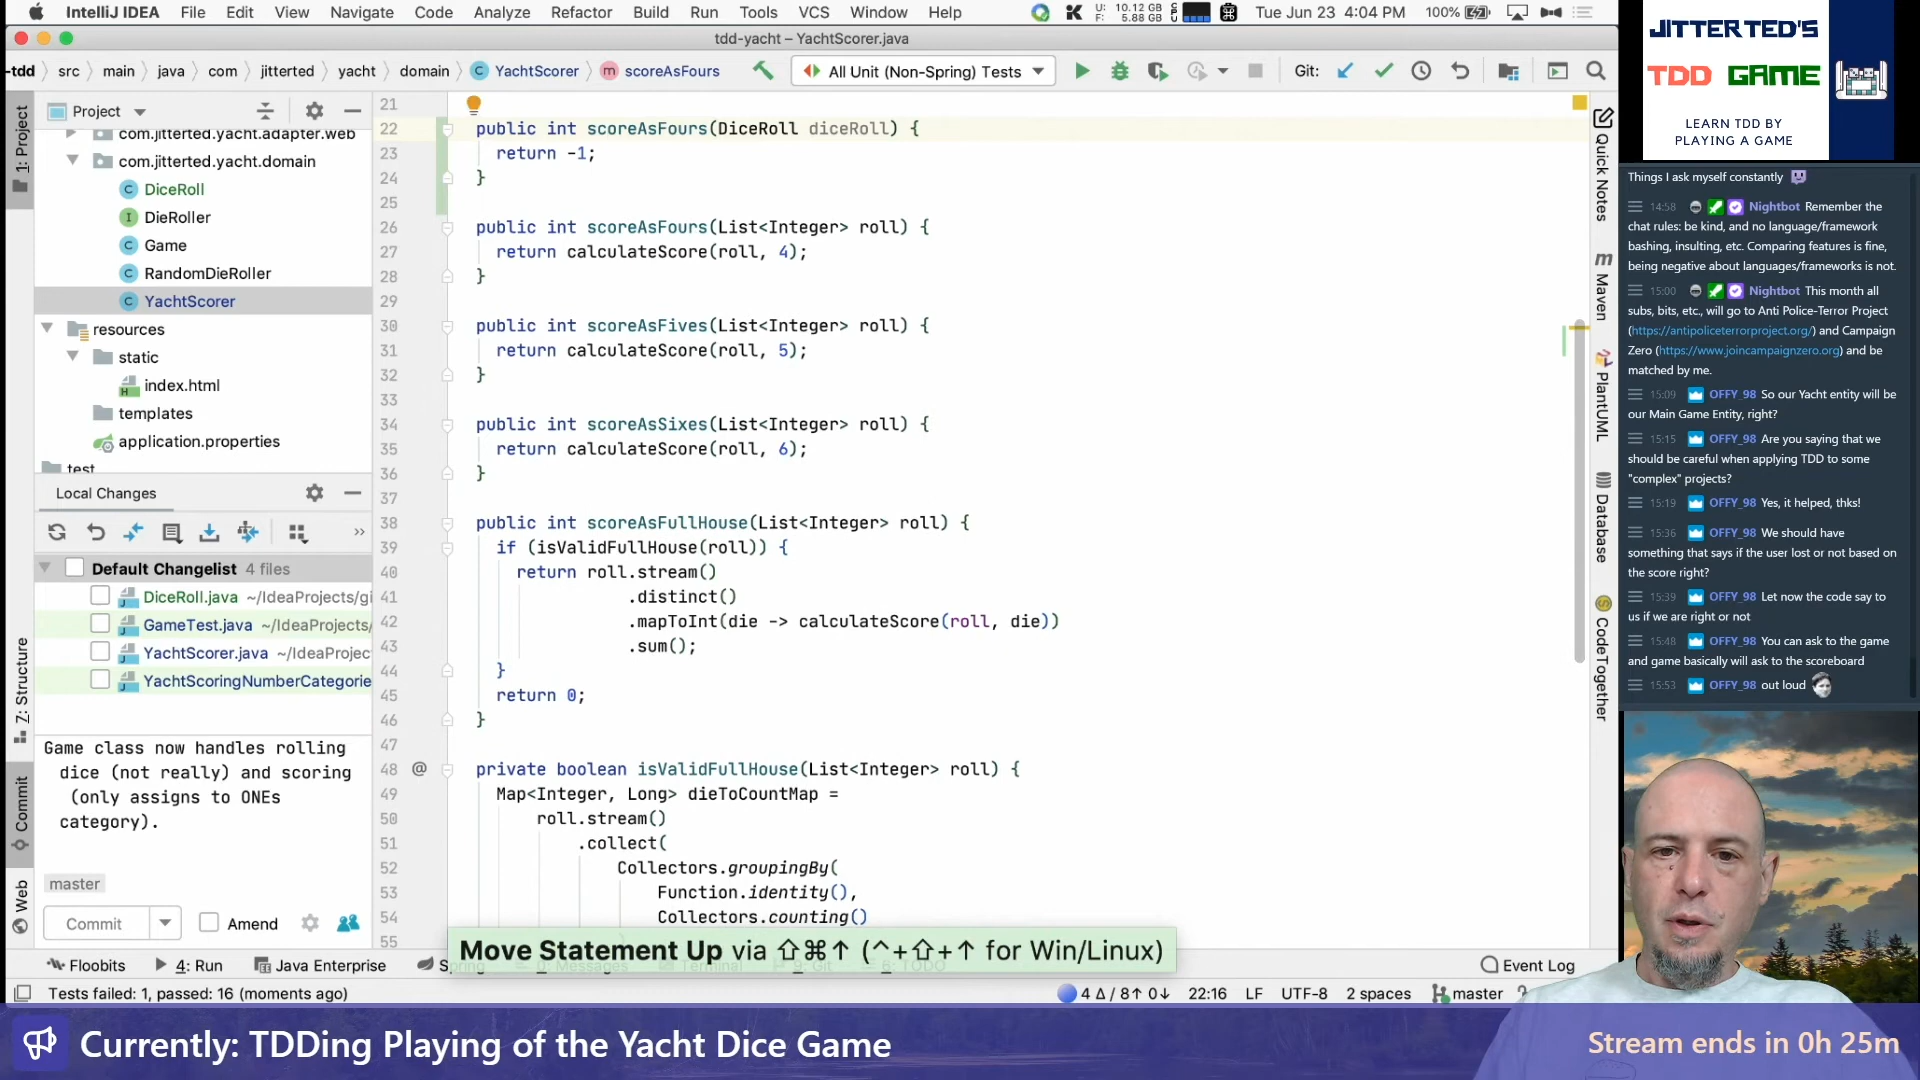 IntelliJ IDEA File Edit View Navigate Code Analyze Refactor Build Run Tools VCS Window Help
U: 10.12 GB
F: 5.88 GB
Tue Jun 23 4:04 PM 100%
tdd-yacht – YachtScorer.java
-tdd src main java com jitterted yacht domain YachtScorer scoreAsFours
All Unit (Non-Spring) Tests
Git:
1: Project
Z: Structure
Commit
Web
Project
com.jitterted.yacht.adapter.web
com.jitterted.yacht.domain
DiceRoll
DieRoller
Game
RandomDieRoller
YachtScorer
resources
static
index.html
templates
application.properties
test
Local Changes
Default Changelist 4 files
DiceRoll.java ~/IdeaProjects/gi
GameTest.java ~/IdeaProjects/
YachtScorer.java ~/IdeaProjec
YachtScoringNumberCategorie
Game class now handles rolling
dice (not really) and scoring
(only assigns to ONEs
category).
master
Commit
Amend
21
22 public int scoreAsFours(DiceRoll diceRoll) {
23 return -1;
24 }
25
26 public int scoreAsFours(List<Integer> roll) {
27 return calculateScore(roll, 4);
28 }
29
30 public int scoreAsFives(List<Integer> roll) {
31 return calculateScore(roll, 5);
32 }
33
34 public int scoreAsSixes(List<Integer> roll) {
35 return calculateScore(roll, 6);
36 }
37
38 public int scoreAsFullHouse(List<Integer> roll) {
39 if (isValidFullHouse(roll)) {
40 return roll.stream()
41 .distinct()
42 .mapToInt(die -> calculateScore(roll, die))
43 .sum();
44 }
45 return 0;
46 }
47
48 @ private boolean isValidFullHouse(List<Integer> roll) {
49 Map<Integer, Long> dieToCountMap =
50 roll.stream()
51 .collect(
52 Collectors.groupingBy(
53 Function.identity(),
54 Collectors.counting()
55
Move Statement Up via ⇧⌘↑ (^+⇧+↑ for Win/Linux)
Quick Notes
Maven
PlantUML
Database
CodeTogether
Floobits 4: Run Java Enterprise
Event Log
Tests failed: 1, passed: 16 (moments ago)
4 Δ / 8↑ 0↓ 22:16 LF UTF-8 2 spaces master
JITTERTED'S
TDD GAME
LEARN TDD BY
PLAYING A GAME
Things I ask myself constantly
14:58 Nightbot Remember the
chat rules: be kind, and no language/framework
bashing, insulting, etc. Comparing features is fine,
being negative about languages/frameworks is not.
15:00 Nightbot This month all
subs, bits, etc., will go to Anti Police-Terror Project
(https://antipoliceterrorproject.org/) and Campaign
Zero (https://www.joincampaignzero.org) and be
matched by me.
15:09 OFFY_98 So our Yacht entity will be
our Main Game Entity, right?
15:15 OFFY_98 Are you saying that we
should be careful when applying TDD to some
"complex" projects?
15:19 OFFY_98 Yes, it helped, thks!
15:36 OFFY_98 We should have
something that says if the user lost or not based on
the score right?
15:39 OFFY_98 Let now the code say to
us if we are right or not
15:48 OFFY_98 You can ask to the game
and game basically will ask to the scoreboard
15:53 OFFY_98 out loud
Currently: TDDing Playing of the Yacht Dice Game
Stream ends in 0h 25m